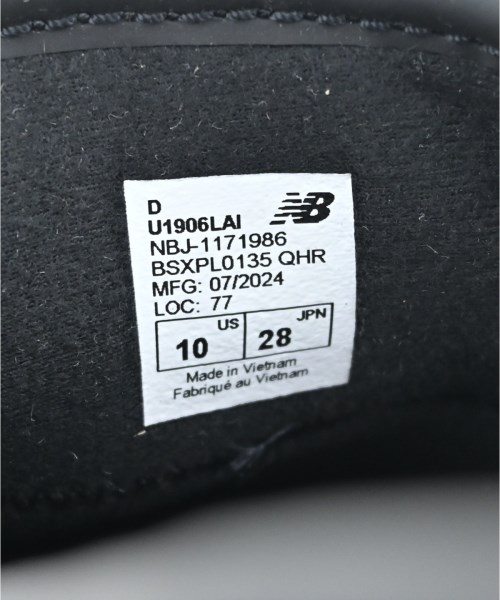 D
U1906LAI
NBJ-1171986
BSXPL0135 QHR
MFG: 07/2024
LOC: 77
US JPN
10 28
Made in Vietnam
Fabriqué au Vietnam